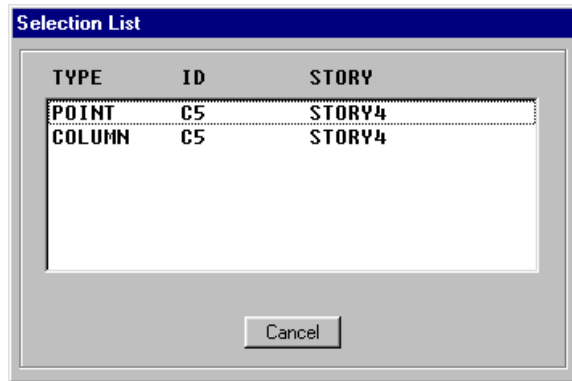 Selection List
TYPE ID STORY
POINT C5 STORY4
COLUMN C5 STORY4
Cancel